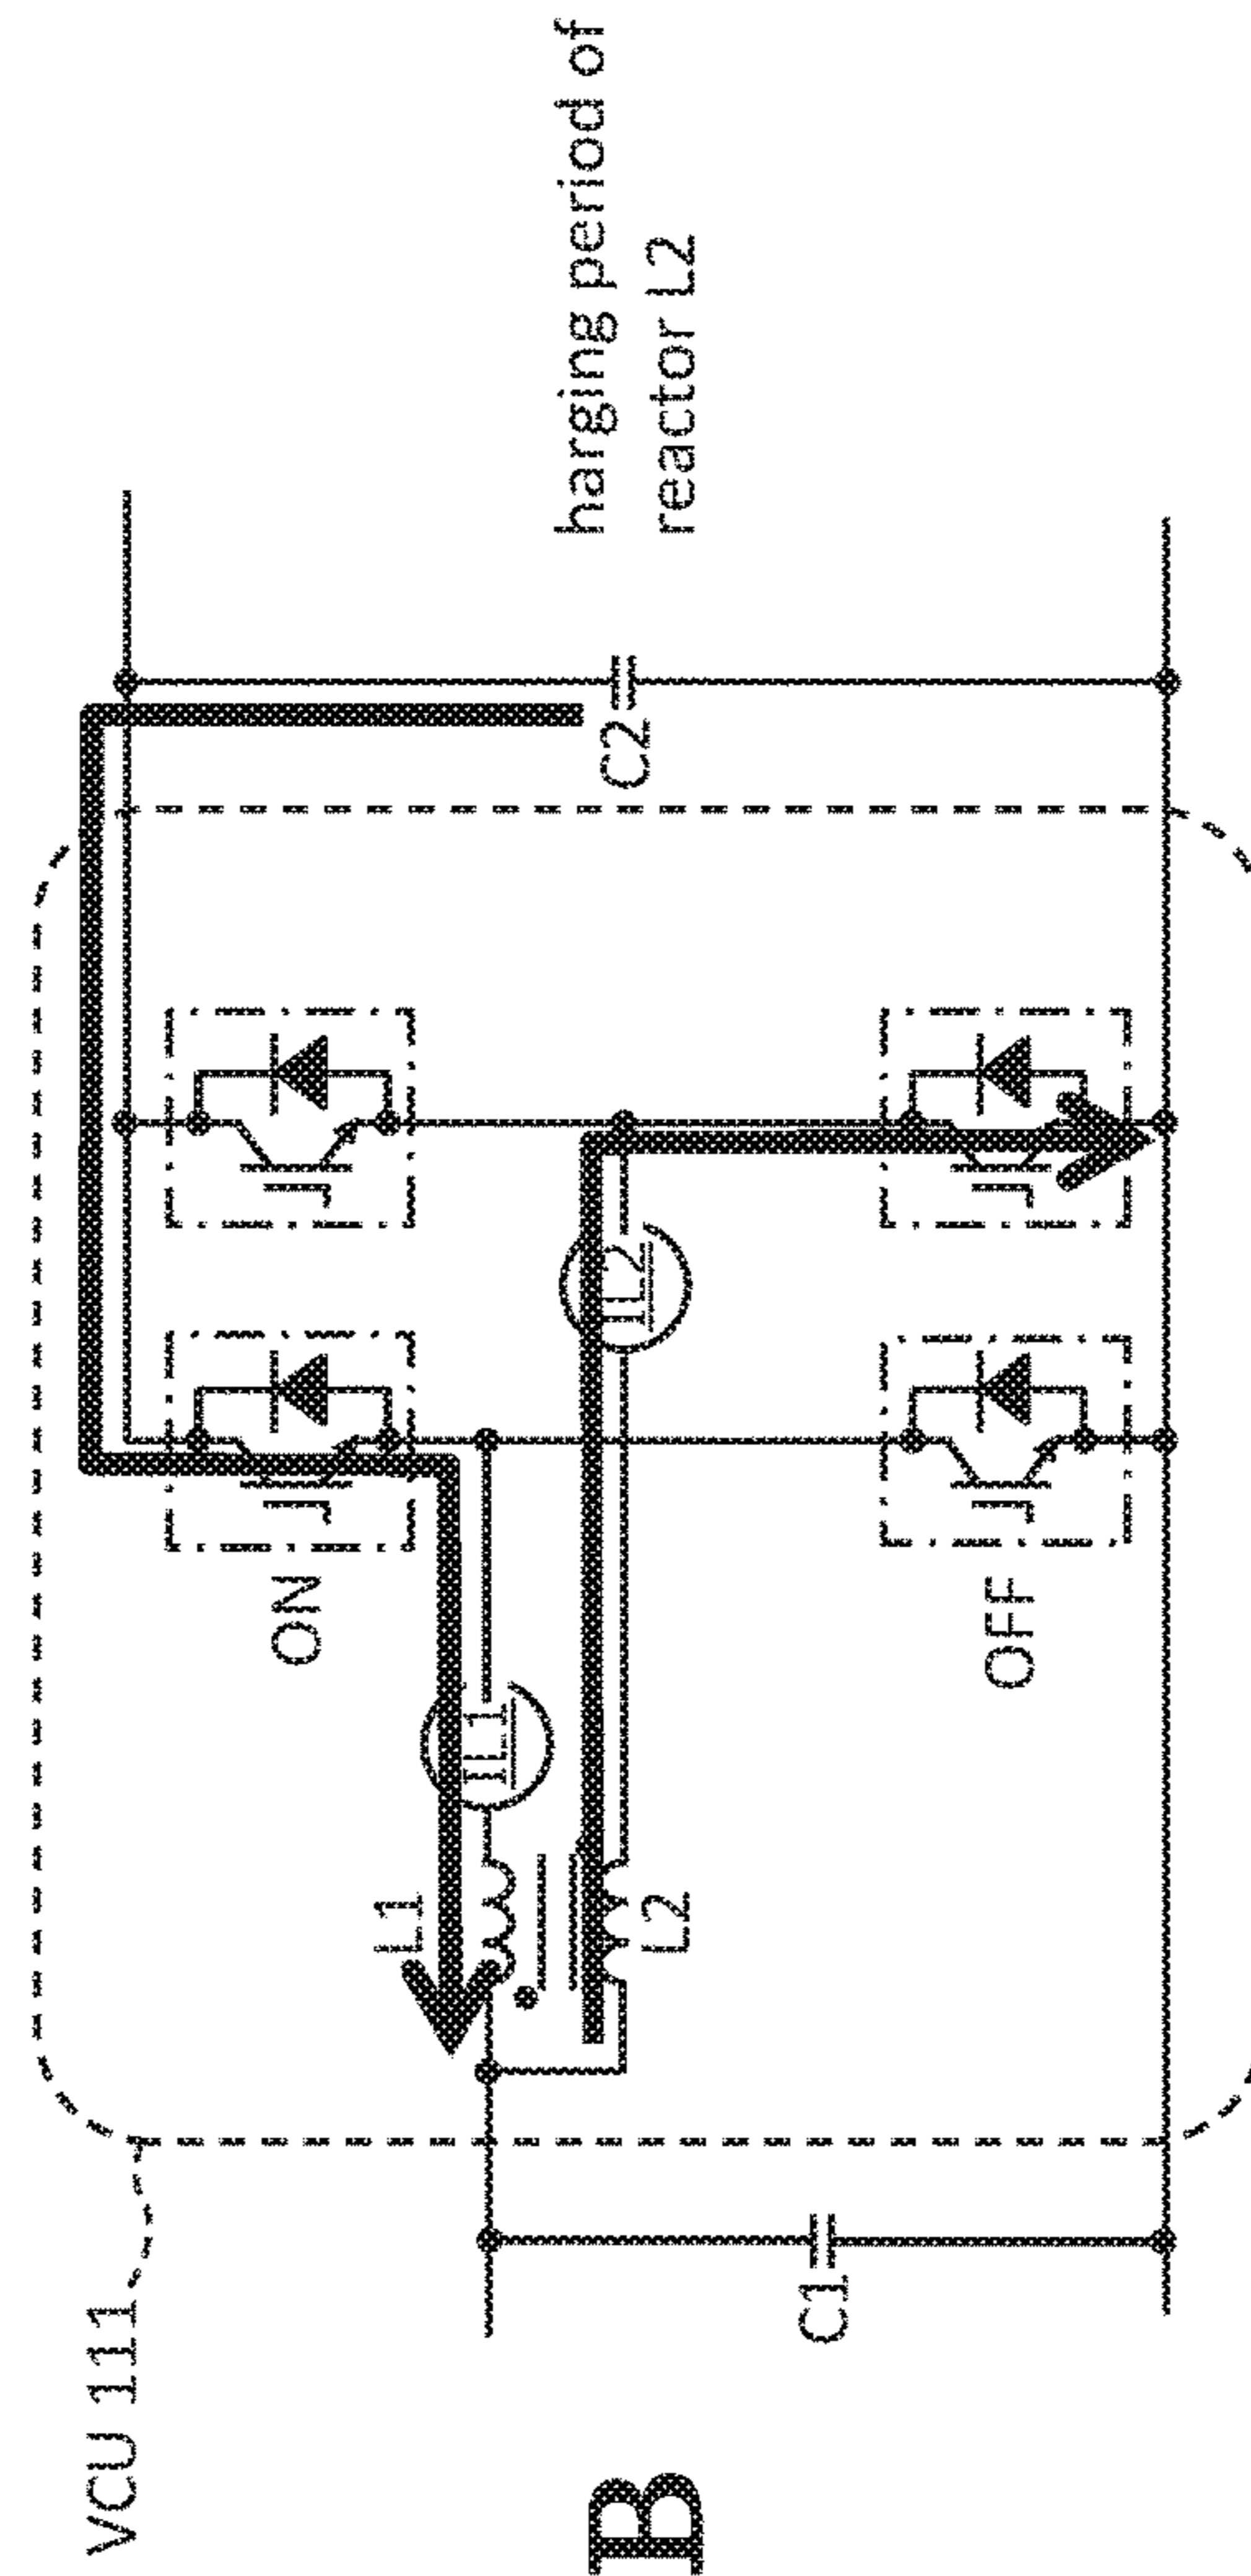 VCU 111
ON
L1
IL1
IL2
L2
OFF
C1
C2
harging period of
reactor L2
B